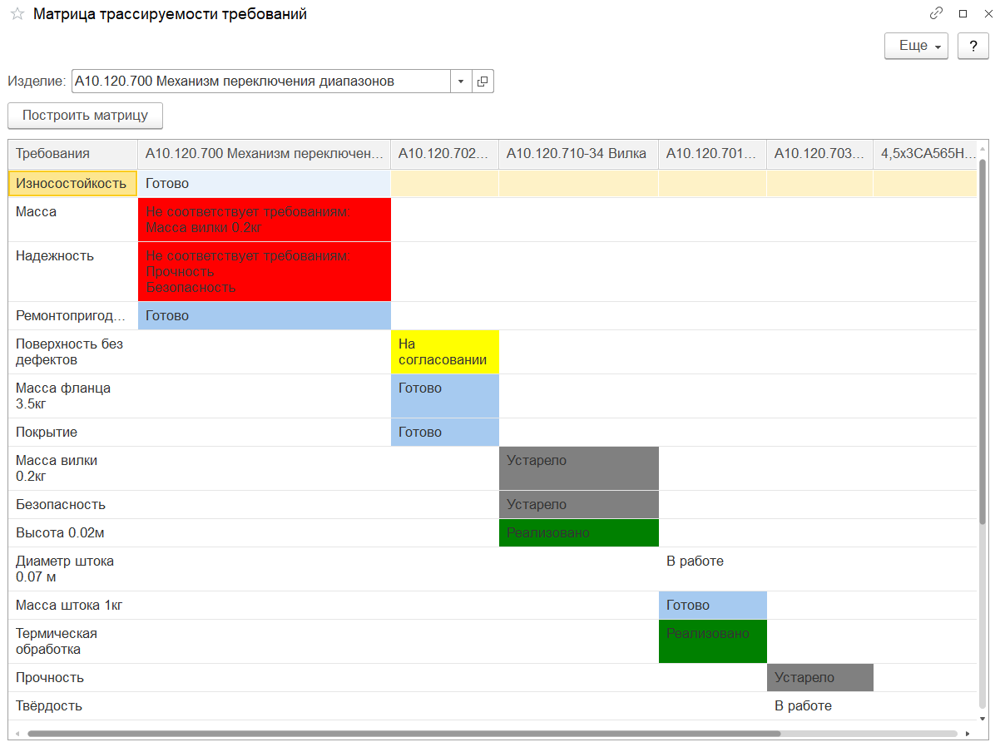 Матрица трассируемости требований
Еще
?
Изделие: А10.120.700 Механизм переключения диапазонов
Построить матрицу
Требования А10.120.700 Механизм переключен... А10.120.702... А10.120.710-34 Вилка А10.120.701... А10.120.703... 4,5х3СА565Н...
Износостойкость Готово
Масса Не соответствует требованиям:
Масса вилки 0.2кг
Надежность Не соответствует требованиям:
Прочность
Безопасность
Ремонтопригод... Готово
Поверхность без На
дефектов согласовании
Масса фланца Готово
3.5кг
Покрытие Готово
Масса вилки Устарело
0.2кг
Безопасность Устарело
Высота 0.02м Реализовано
Диаметр штока В работе
0.07 м
Масса штока 1кг Готово
Термическая Реализовано
обработка
Прочность Устарело
Твёрдость В работе